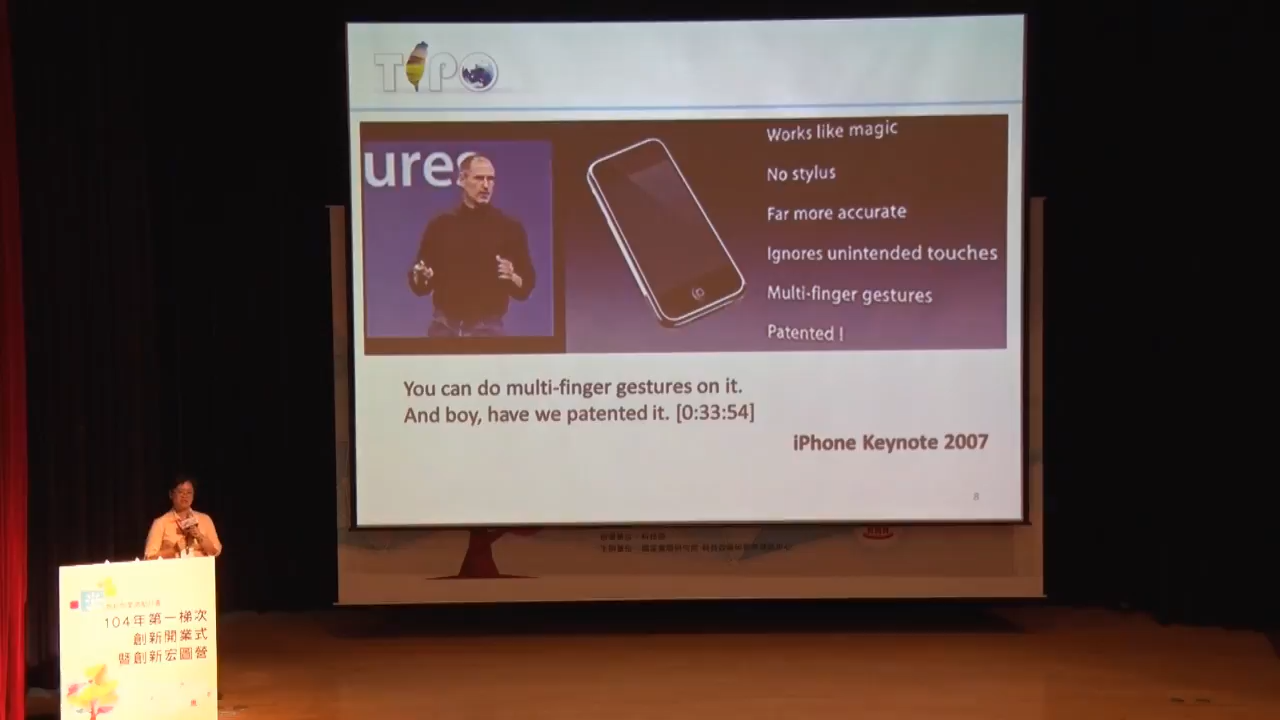 TIPO
ures
Works like magic
No stylus
Far more accurate
Ignores unintended touches
Multi-finger gestures
Patented !
You can do multi-finger gestures on it.
And boy, have we patented it. [0:33:54]
iPhone Keynote 2007
8
104年第一梯次
創新開業式
暨創新宏圖營